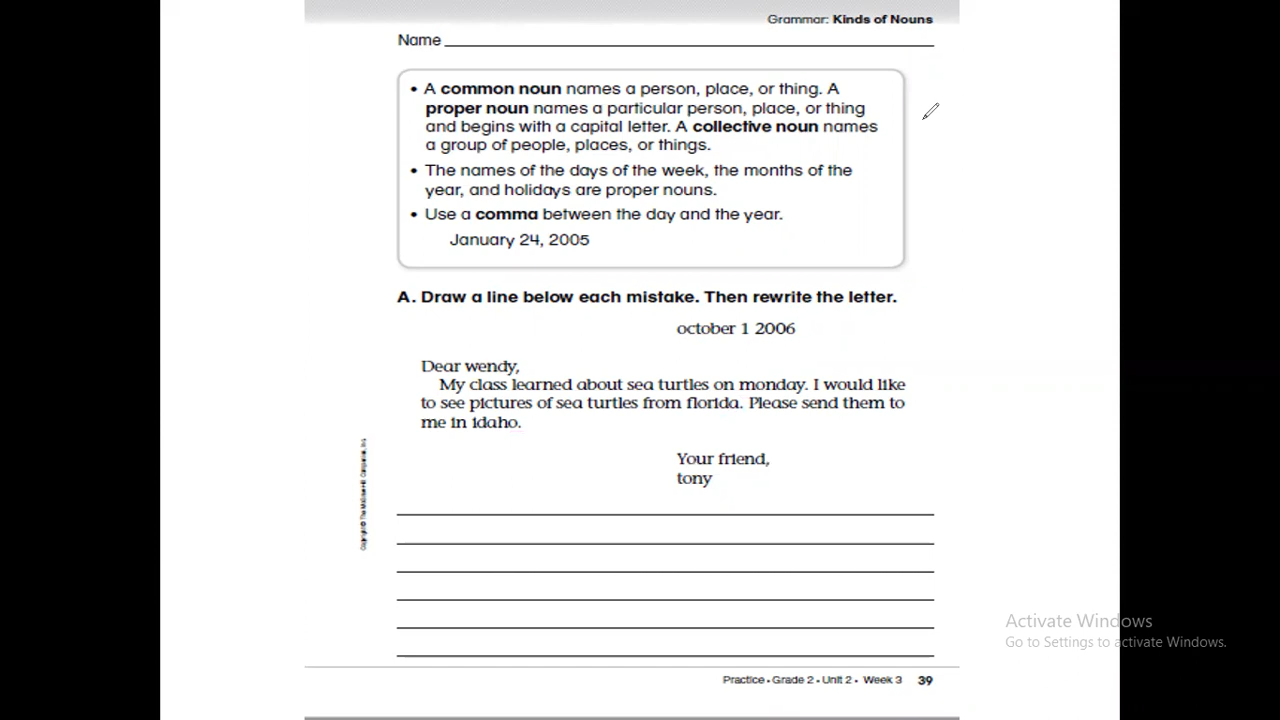 Grammar: Kinds of Nouns
Name
• A common noun names a person, place, or thing. A
proper noun names a particular person, place, or thing
and begins with a capital letter. A collective noun names
a group of people, places, or things.
• The names of the days of the week, the months of the
year, and holidays are proper nouns.
• Use a comma between the day and the year.
January 24, 2005
A. Draw a line below each mistake. Then rewrite the letter.
october 1 2006
Dear wendy,
My class learned about sea turtles on monday. I would like
to see pictures of sea turtles from florida. Please send them to
me in idaho.
Your friend,
tony
Copyright © The McGraw-Hill Companies, Inc.
Practice • Grade 2 • Unit 2 • Week 3 39
Activate Windows
Go to Settings to activate Windows.